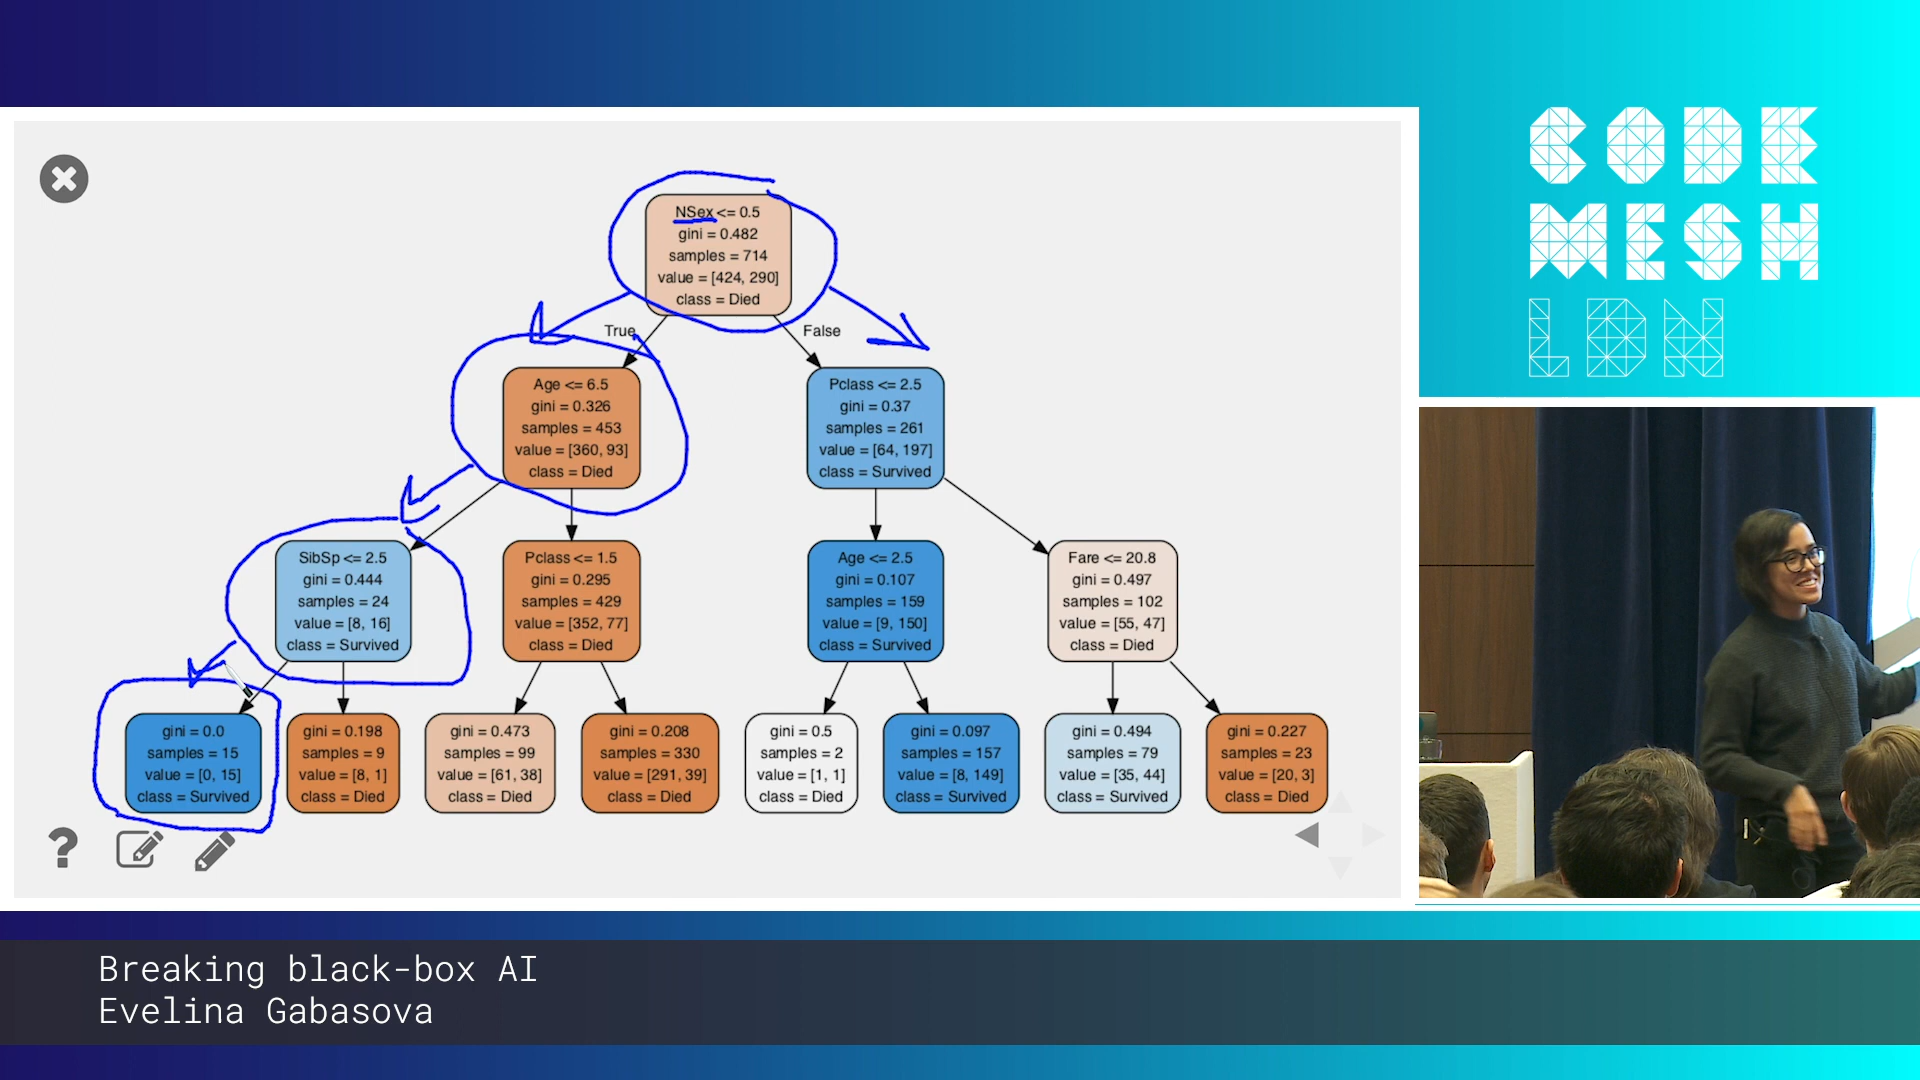 CODE
MESH
LDN
NSex <= 0.5
gini = 0.482
samples = 714
value = [424, 290]
class = Died
True
False
Age <= 6.5
gini = 0.326
samples = 453
value = [360, 93]
class = Died
Pclass <= 2.5
gini = 0.37
samples = 261
value = [64, 197]
class = Survived
SibSp <= 2.5
gini = 0.444
samples = 24
value = [8, 16]
class = Survived
Pclass <= 1.5
gini = 0.295
samples = 429
value = [352, 77]
class = Died
Age <= 2.5
gini = 0.107
samples = 159
value = [9, 150]
class = Survived
Fare <= 20.8
gini = 0.497
samples = 102
value = [55, 47]
class = Died
gini = 0.0
samples = 15
value = [0, 15]
class = Survived
gini = 0.198
samples = 9
value = [8, 1]
class = Died
gini = 0.473
samples = 99
value = [61, 38]
class = Died
gini = 0.208
samples = 330
value = [291, 39]
class = Died
gini = 0.5
samples = 2
value = [1, 1]
class = Died
gini = 0.097
samples = 157
value = [8, 149]
class = Survived
gini = 0.494
samples = 79
value = [35, 44]
class = Survived
gini = 0.227
samples = 23
value = [20, 3]
class = Died
?
Breaking black-box AI
Evelina Gabasova